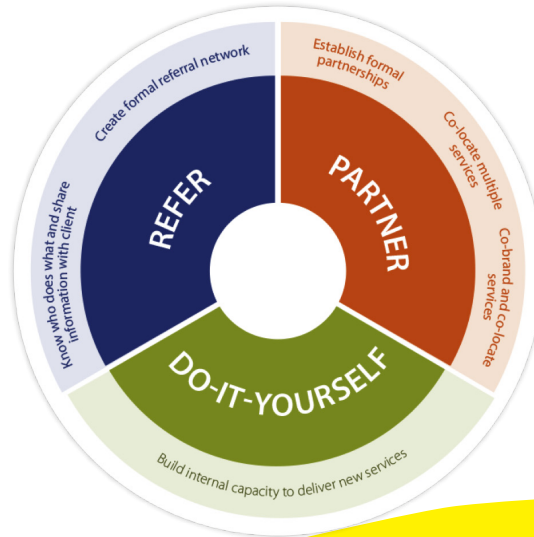 Create formal referral network
Know who does what and share
information with client
REFER
Establish formal
partnerships
Co-locate multiple
services
Co-brand and co-locate
services
PARTNER
DO-IT-YOURSELF
Build internal capacity to deliver new services